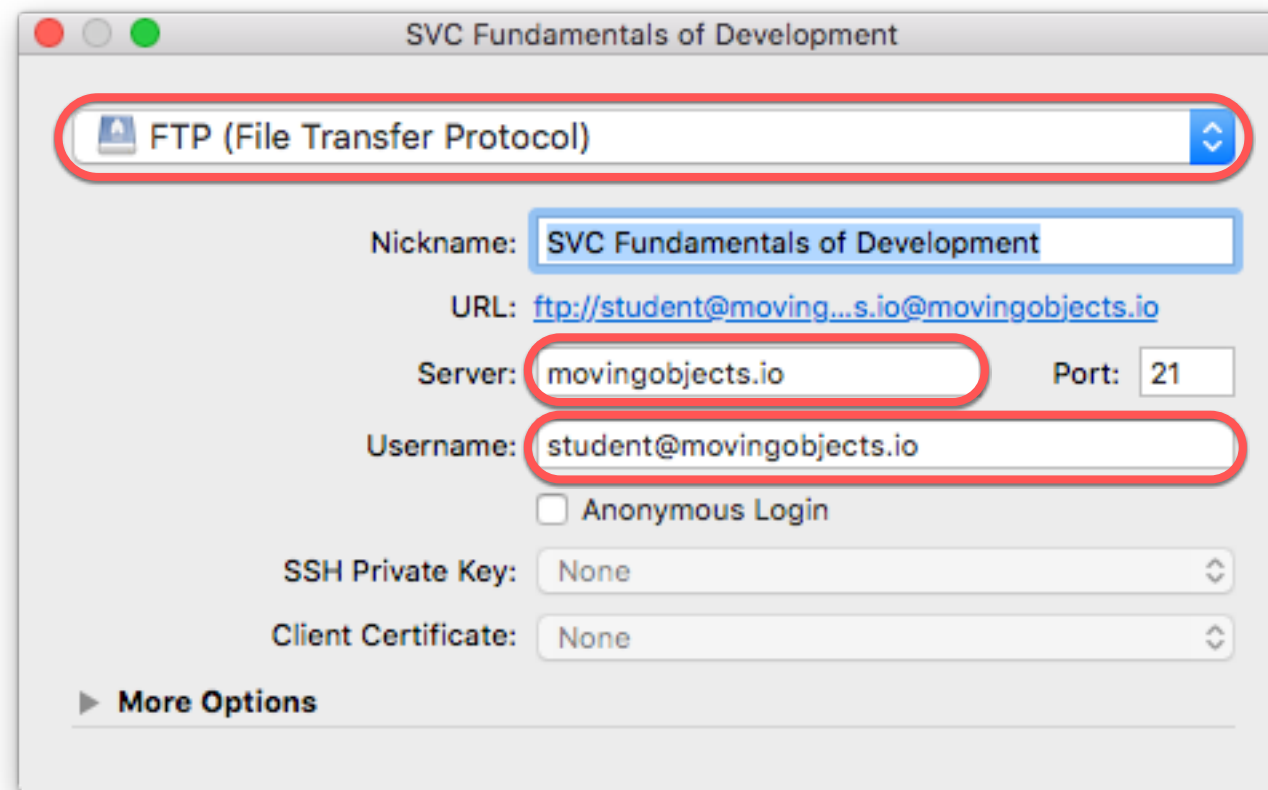 SVC Fundamentals of Development
FTP (File Transfer Protocol)
Nickname: SVC Fundamentals of Development
URL: ftp://student@moving...s.io@movingobjects.io
Server: movingobjects.io Port: 21
Username: student@movingobjects.io
Anonymous Login
SSH Private Key: None
Client Certificate: None
More Options